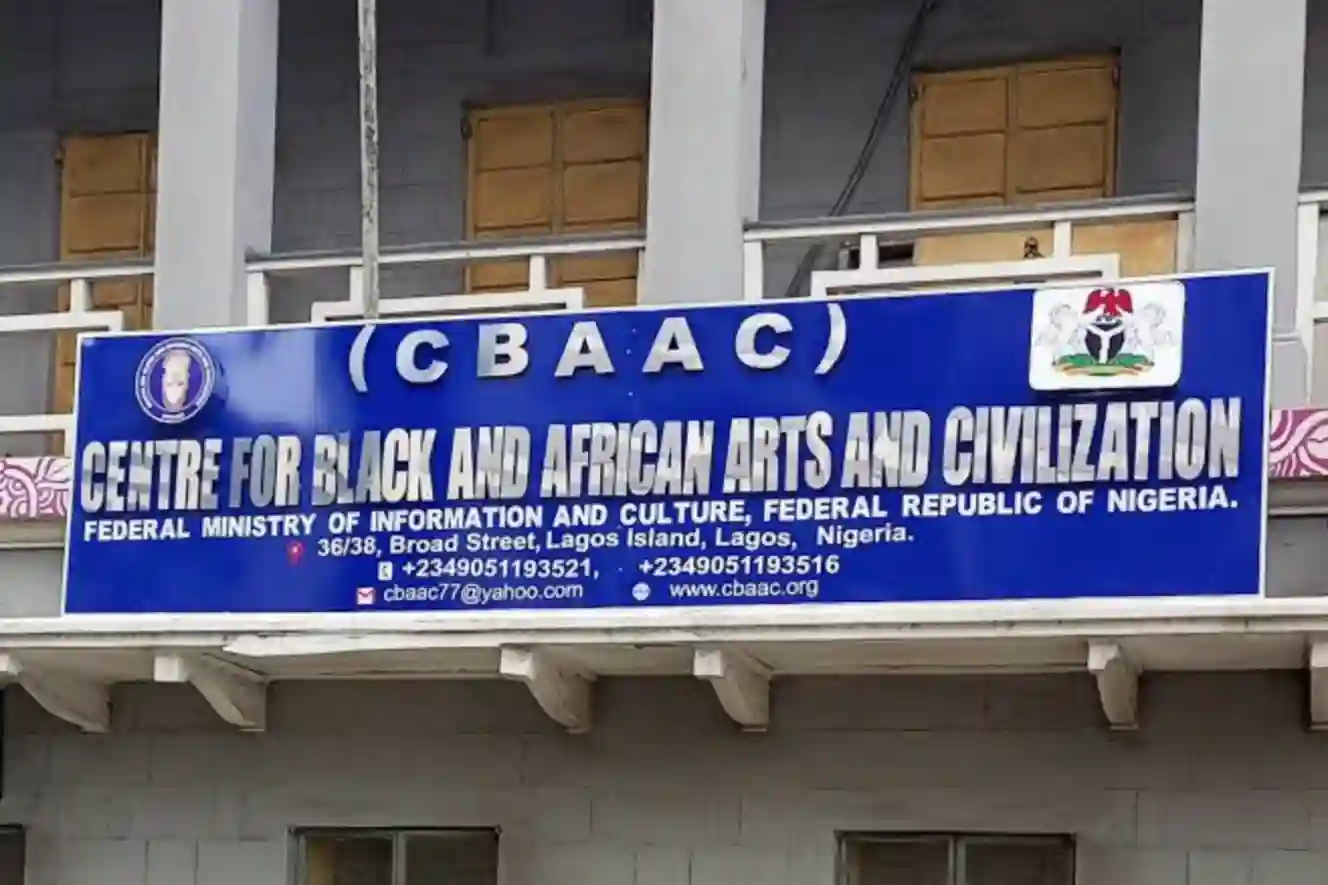 (CBAAC)
CENTRE FOR BLACK AND AFRICAN ARTS AND CIVILIZATION
FEDERAL MINISTRY OF INFORMATION AND CULTURE, FEDERAL REPUBLIC OF NIGERIA.
36/38, Broad Street, Lagos Island, Lagos, Nigeria.
+2349051193521, +2349051193516
cbaac77@yahoo.com www.cbaac.org